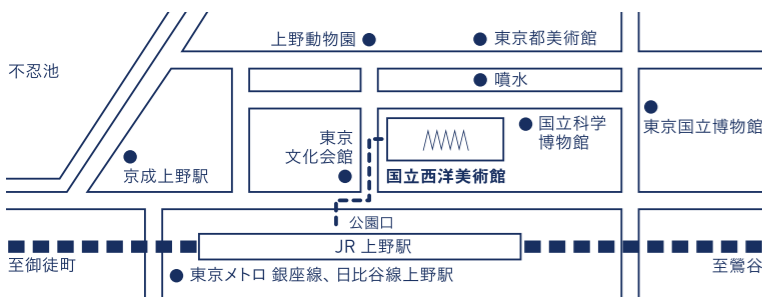 上野動物園
東京都美術館
不忍池
噴水
東京
文化会館
国立科学
博物館
東京国立博物館
京成上野駅
国立西洋美術館
公園口
JR 上野駅
至御徒町
至鶯谷
東京メトロ 銀座線、日比谷線上野駅